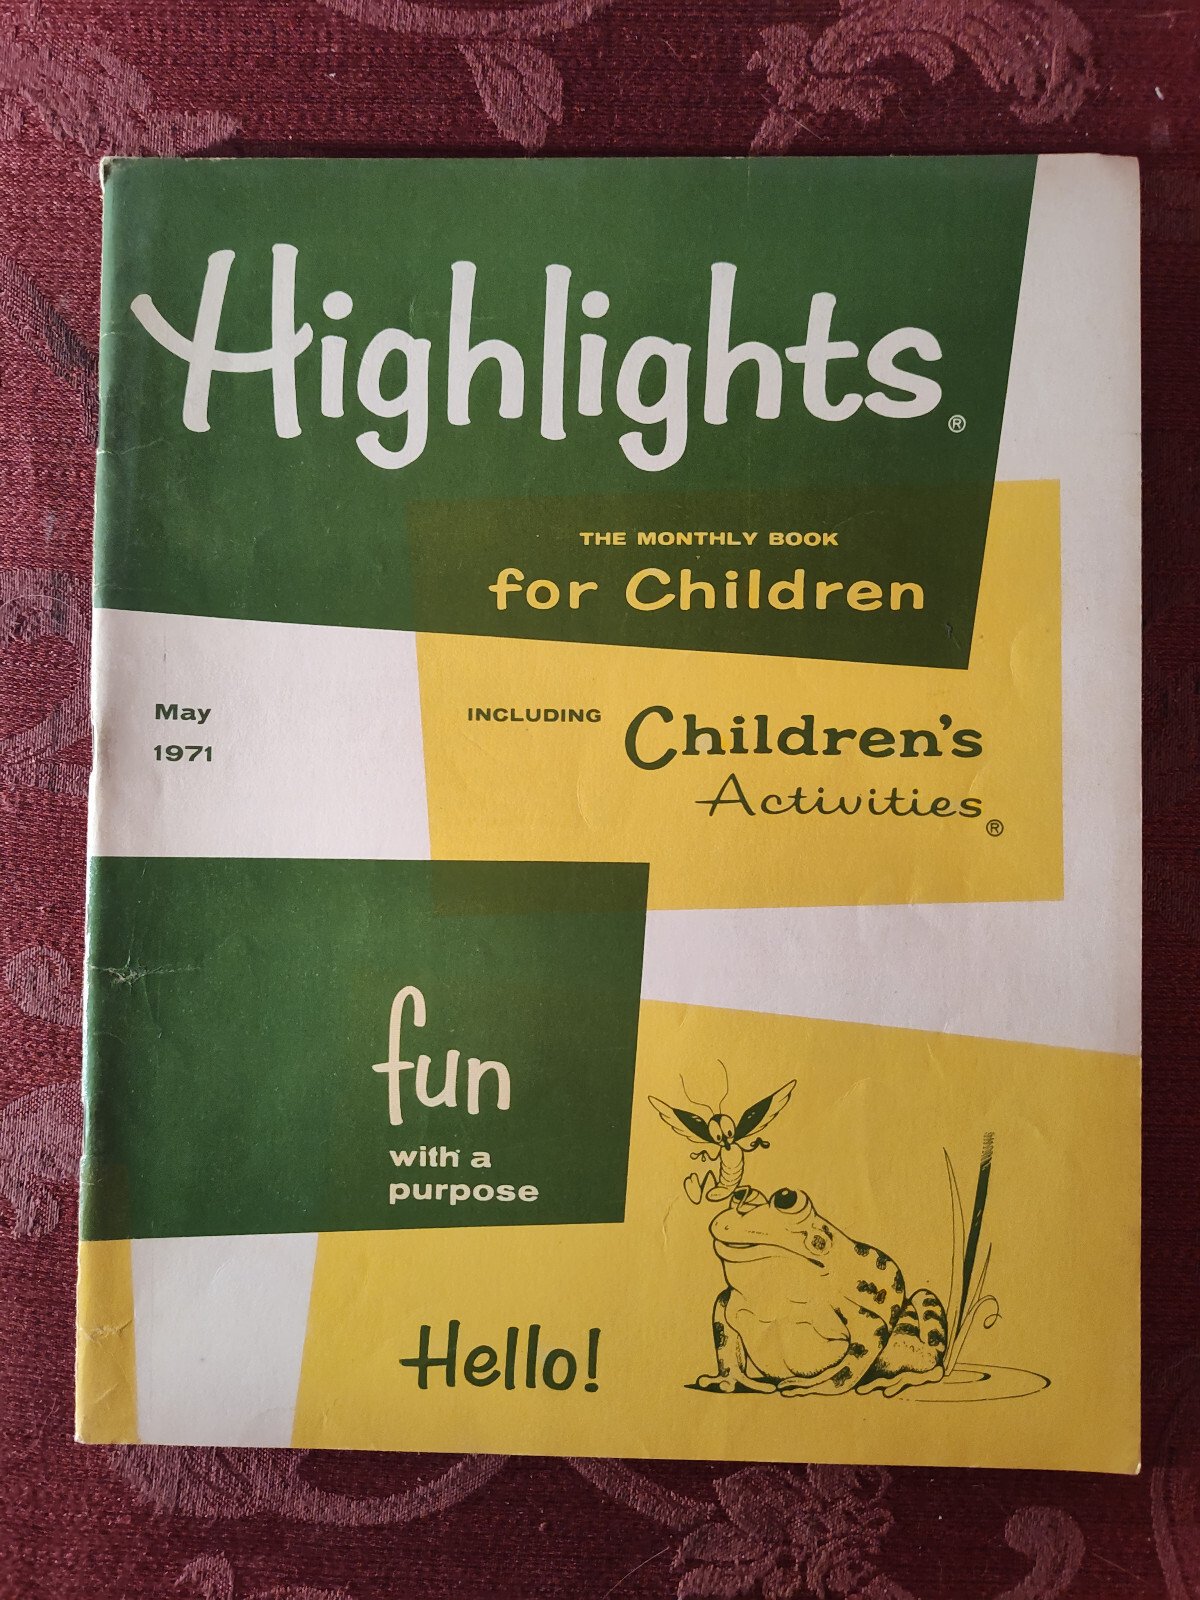 Highlights®
THE MONTHLY BOOK
for Children
May
1971
INCLUDING Children's
Activities®
fun
with a
purpose
Hello!